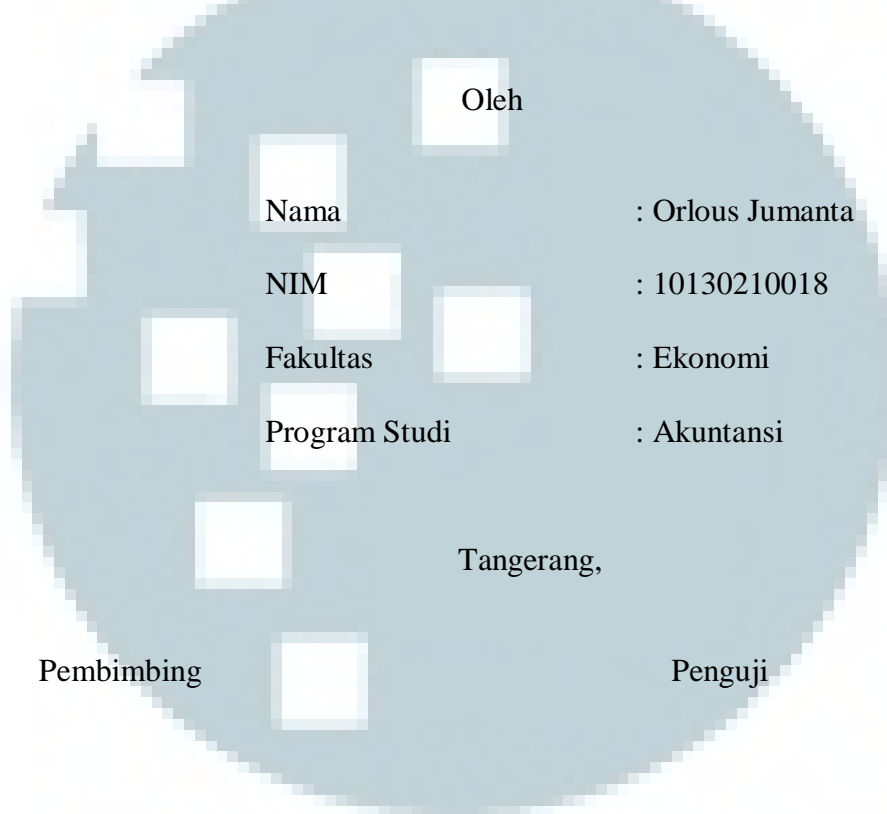 Oleh
Nama : Orlous Jumanta
NIM : 10130210018
Fakultas : Ekonomi
Program Studi : Akuntansi
Tangerang,
Pembimbing Penguji